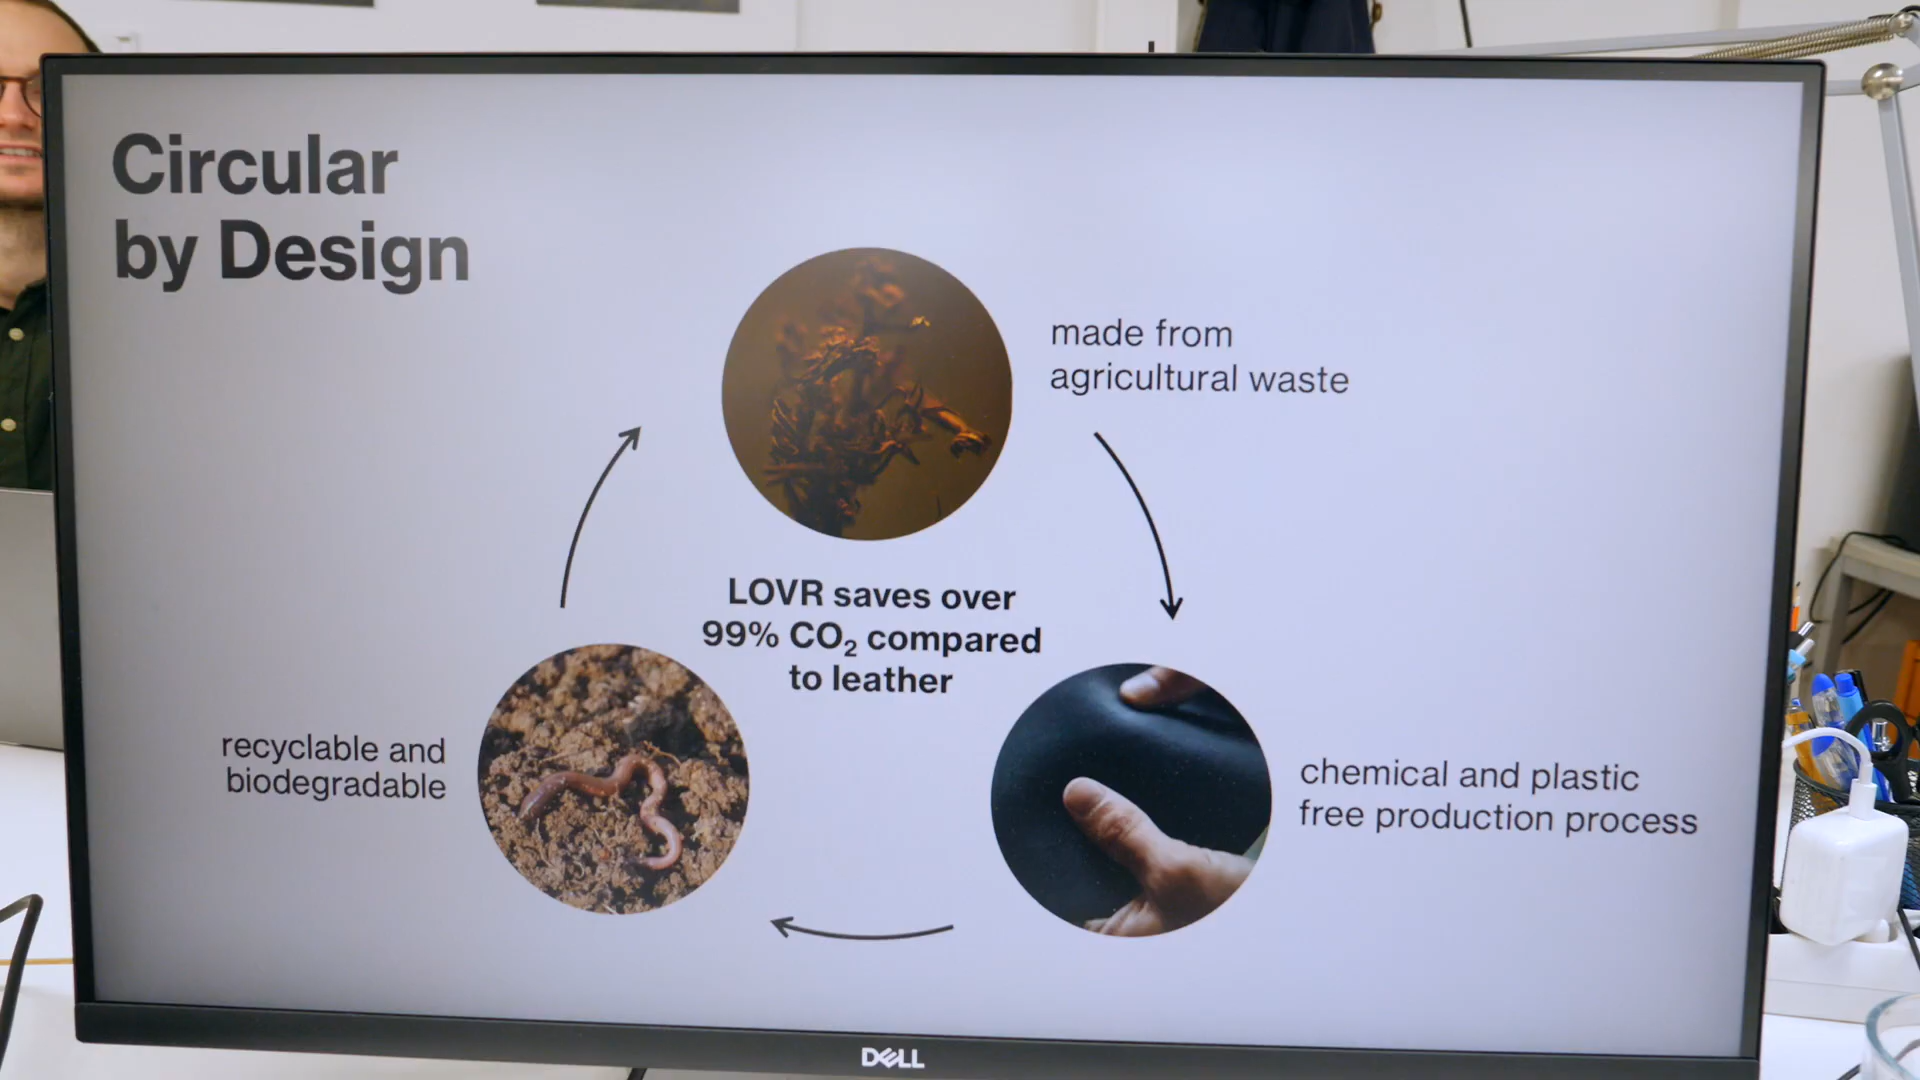 Circular
by Design
made from
agricultural waste
LOVR saves over
99% CO₂ compared
to leather
recyclable and
biodegradable
chemical and plastic
free production process
DELL